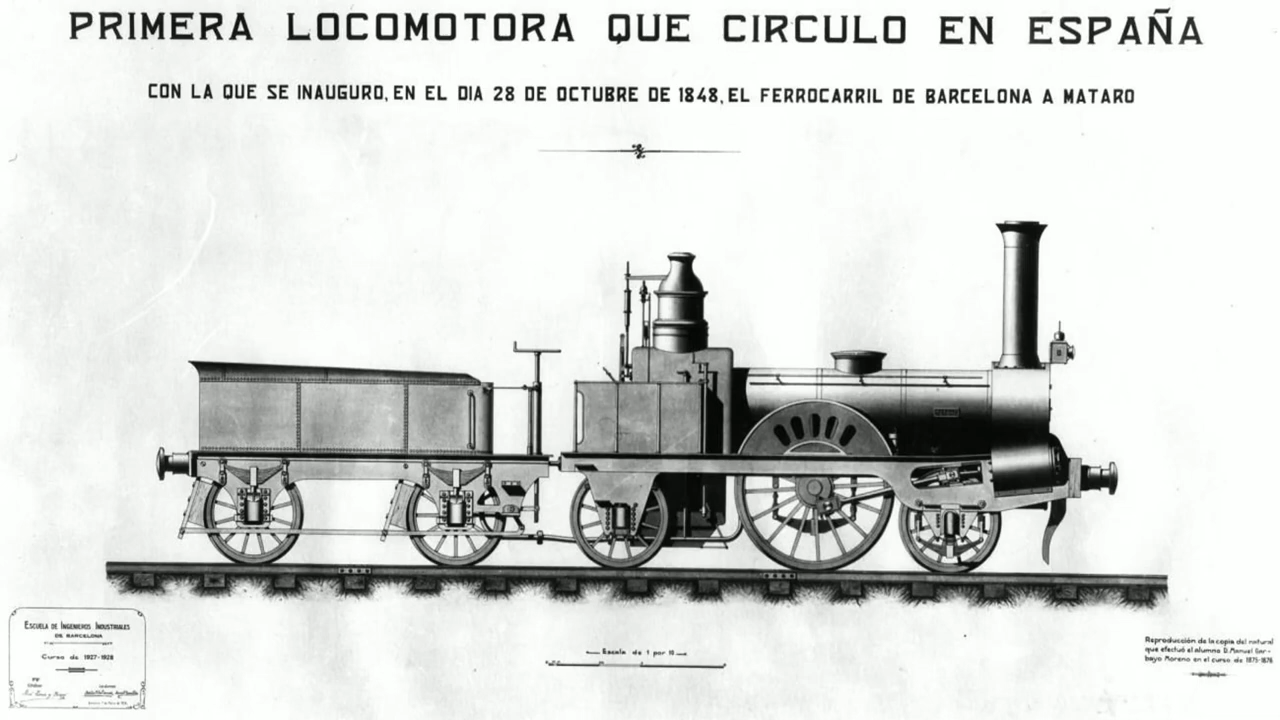 PRIMERA LOCOMOTORA QUE CIRCULO EN ESPAÑA
CON LA QUE SE INAUGURO, EN EL DIA 28 DE OCTUBRE DE 1848, EL FERROCARRIL DE BARCELONA A MATARO
ESCUELA DE INGENIEROS INDUSTRIALES
DE BARCELONA
Curso de 1927-1928
Escala de 1 por 10
Reproducción de la copia del natural
que efectuó el alumno D. Manuel Gar-
bayo Moreno en el curso de 1875-1876